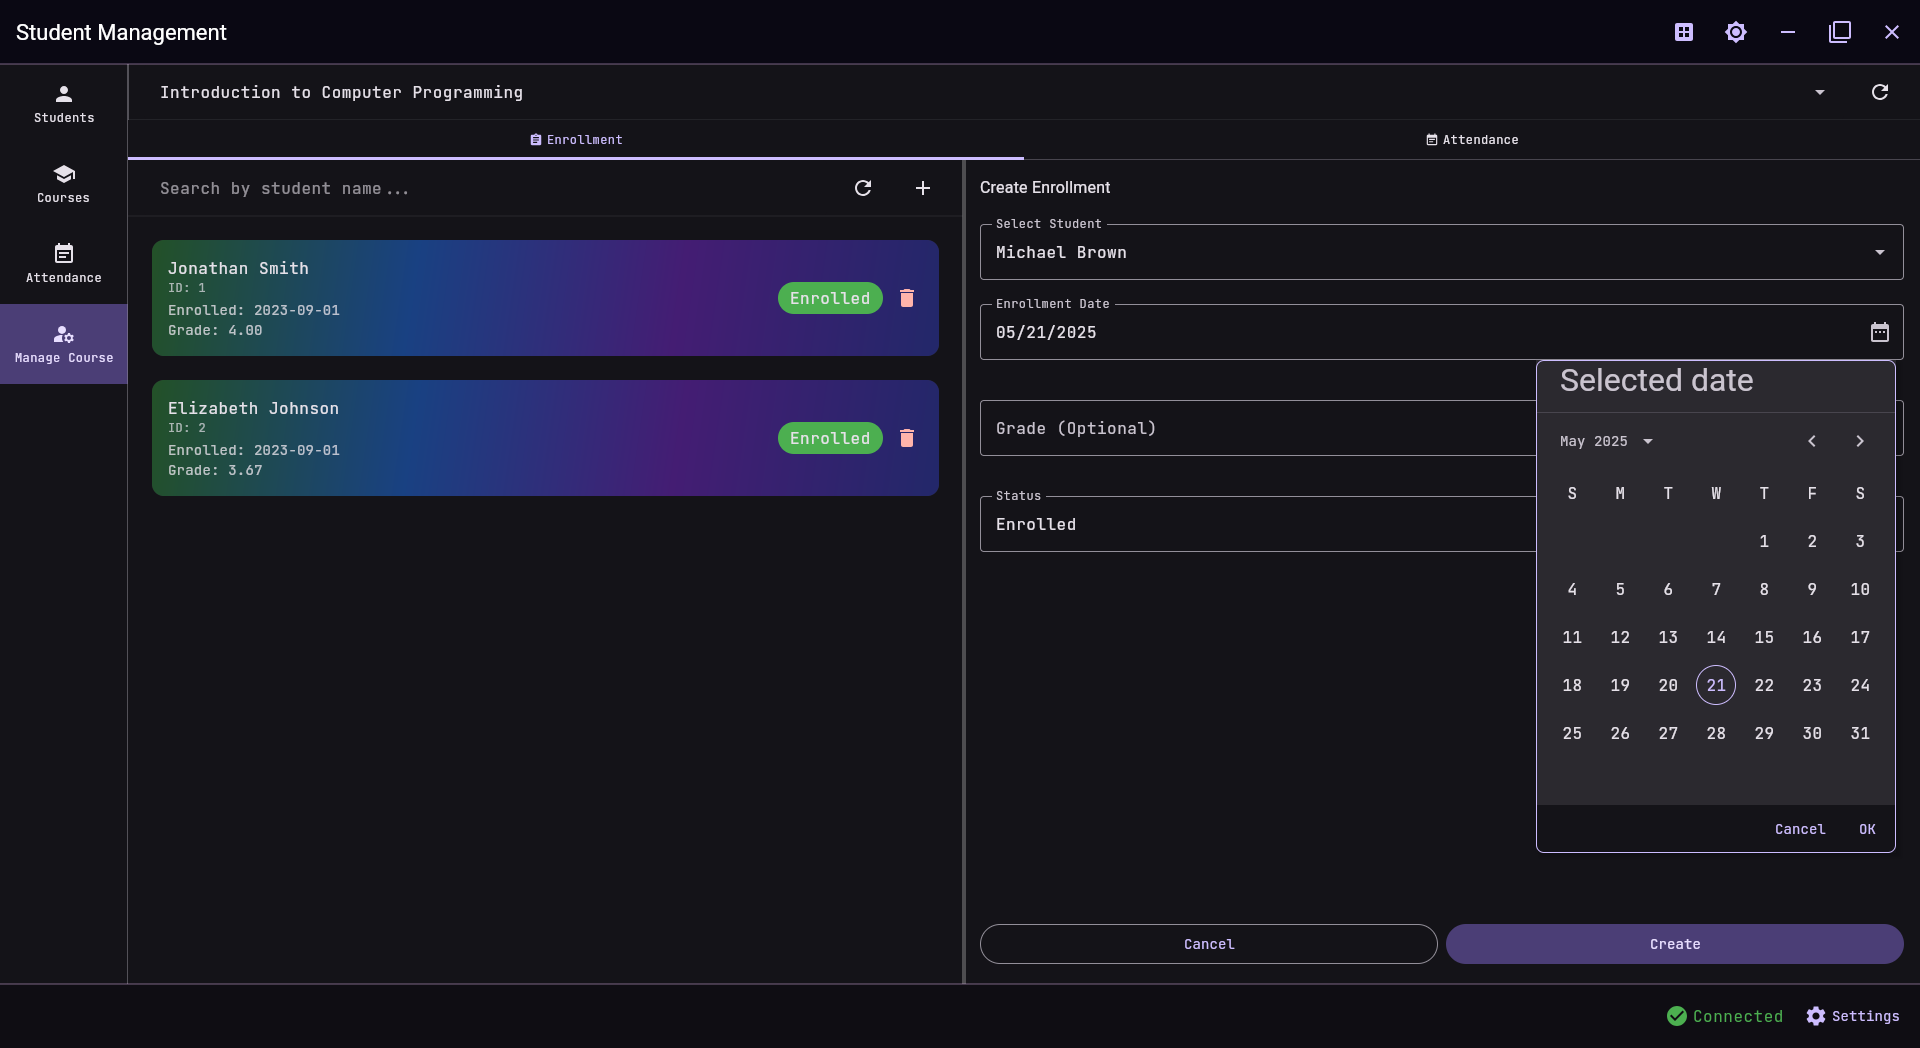 Student Management
Students
Courses
Attendance
Manage Course
Introduction to Computer Programming
Enrollment
Attendance
Search by student name...
Jonathan Smith
ID: 1
Enrolled: 2023-09-01
Grade: 4.00
Enrolled
Elizabeth Johnson
ID: 2
Enrolled: 2023-09-01
Grade: 3.67
Enrolled
Create Enrollment
Select Student
Michael Brown
Enrollment Date
05/21/2025
Grade (Optional)
Status
Enrolled
Selected date
May 2025
S M T W T F S
1 2 3
4 5 6 7 8 9 10
11 12 13 14 15 16 17
18 19 20 21 22 23 24
25 26 27 28 29 30 31
Cancel OK
Cancel
Create
Connected
Settings